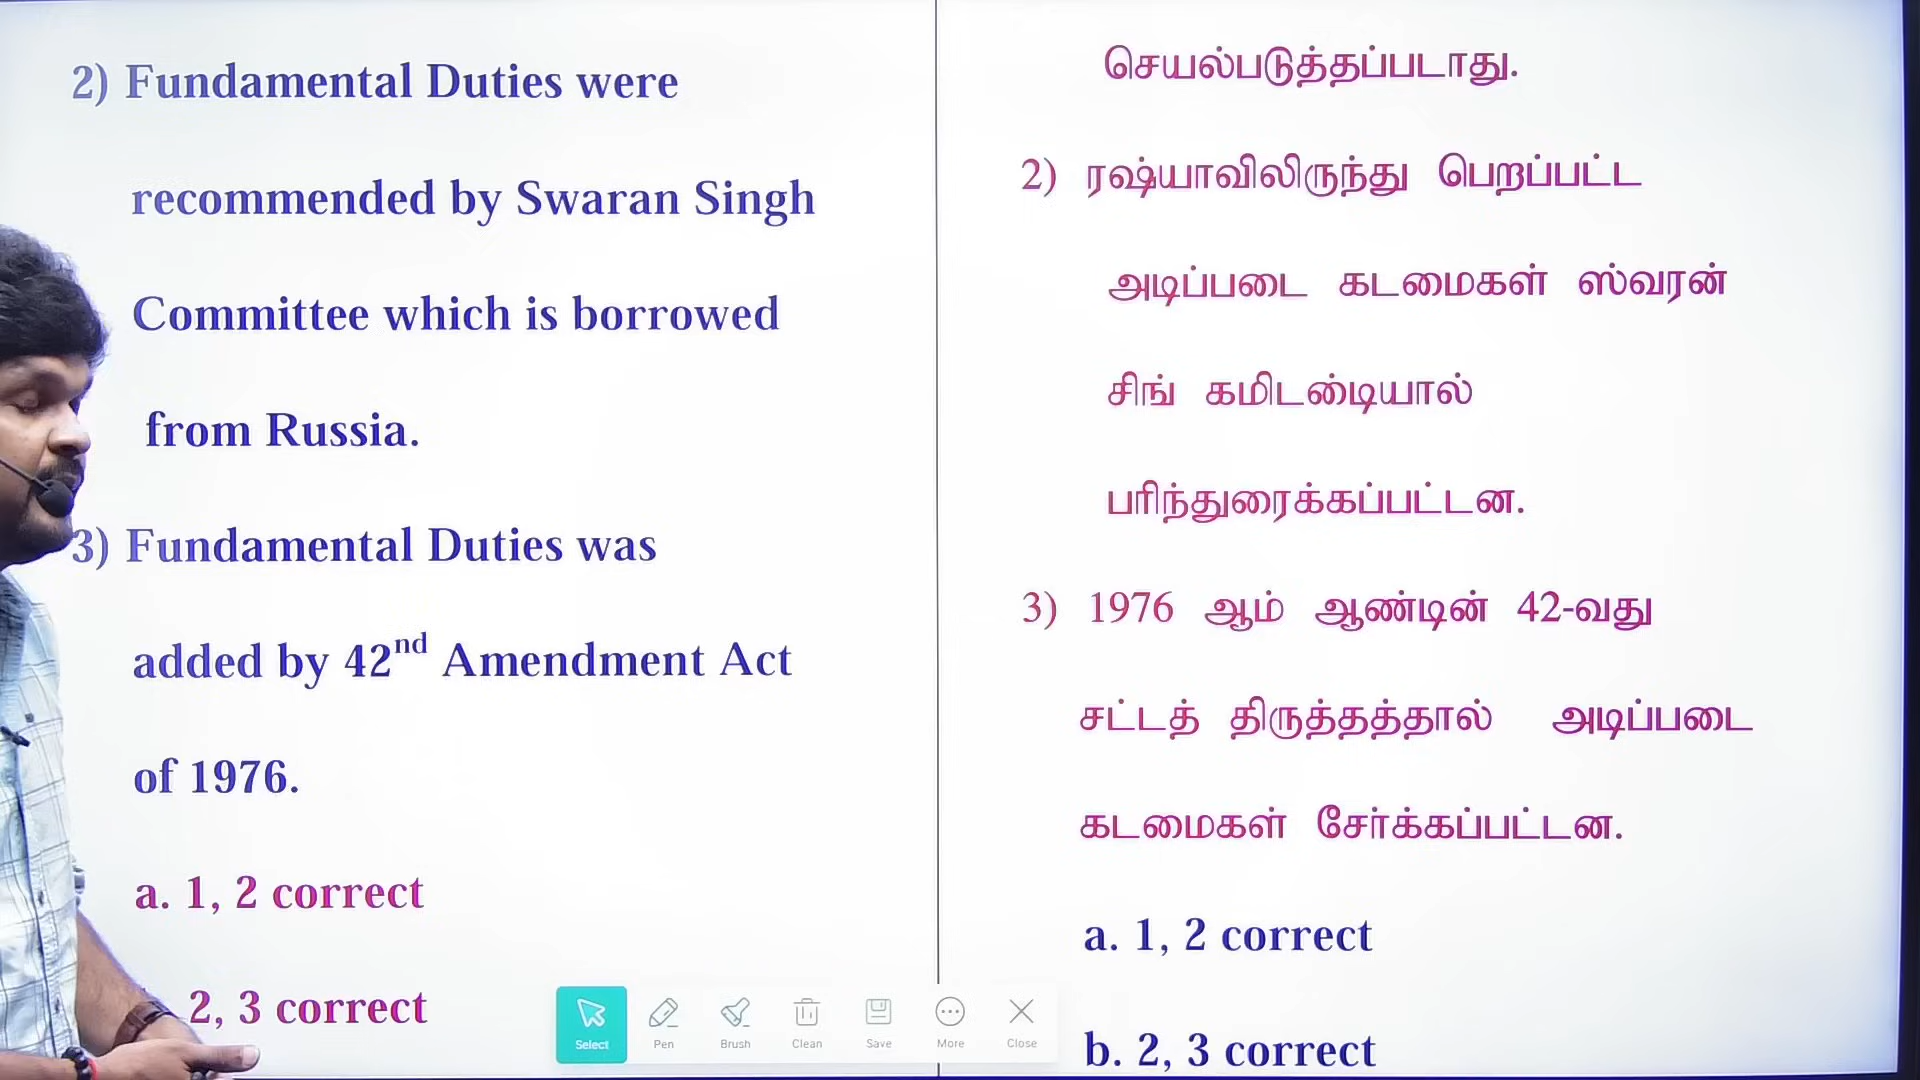 2) Fundamental Duties were
recommended by Swaran Singh
Committee which is borrowed
from Russia.
3) Fundamental Duties was
added by 42nd Amendment Act
of 1976.
a. 1, 2 correct
2, 3 correct
செயல்படுத்தப்படாது.
2) ரஷ்யாவிலிருந்து பெறப்பட்ட
அடிப்படை கடமைகள் ஸ்வரன்
சிங் கமிட்டியால்
பரிந்துரைக்கப்பட்டன.
3) 1976 ஆம் ஆண்டின் 42-வது
சட்டத் திருத்தத்தால் அடிப்படை
கடமைகள் சேர்க்கப்பட்டன.
a. 1, 2 correct
b. 2, 3 correct
Select
Pen
Brush
Clean
Save
More
Close